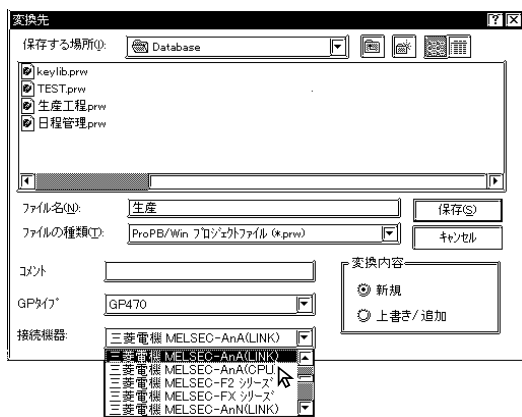 変換先
保存する場所(I):
Database
keylib.prw
TEST.prw
生産工程.prw
日程管理.prw
ファイル名(N):
生産
保存(S)
ファイルの種類(T):
ProPB/Win プロジェクトファイル (*.prw)
キャンセル
コメント
変換内容
新規
上書き/追加
GPタイプ
GP470
接続機器:
三菱電機 MELSEC-AnA(LINK)
三菱電機 MELSEC-AnA(LINK)
三菱電機 MELSEC-AnA(CPU
三菱電機 MELSEC-F2 シリーズ
三菱電機 MELSEC-FX シリーズ
三菱電機 MELSEC-AnN(LINK)